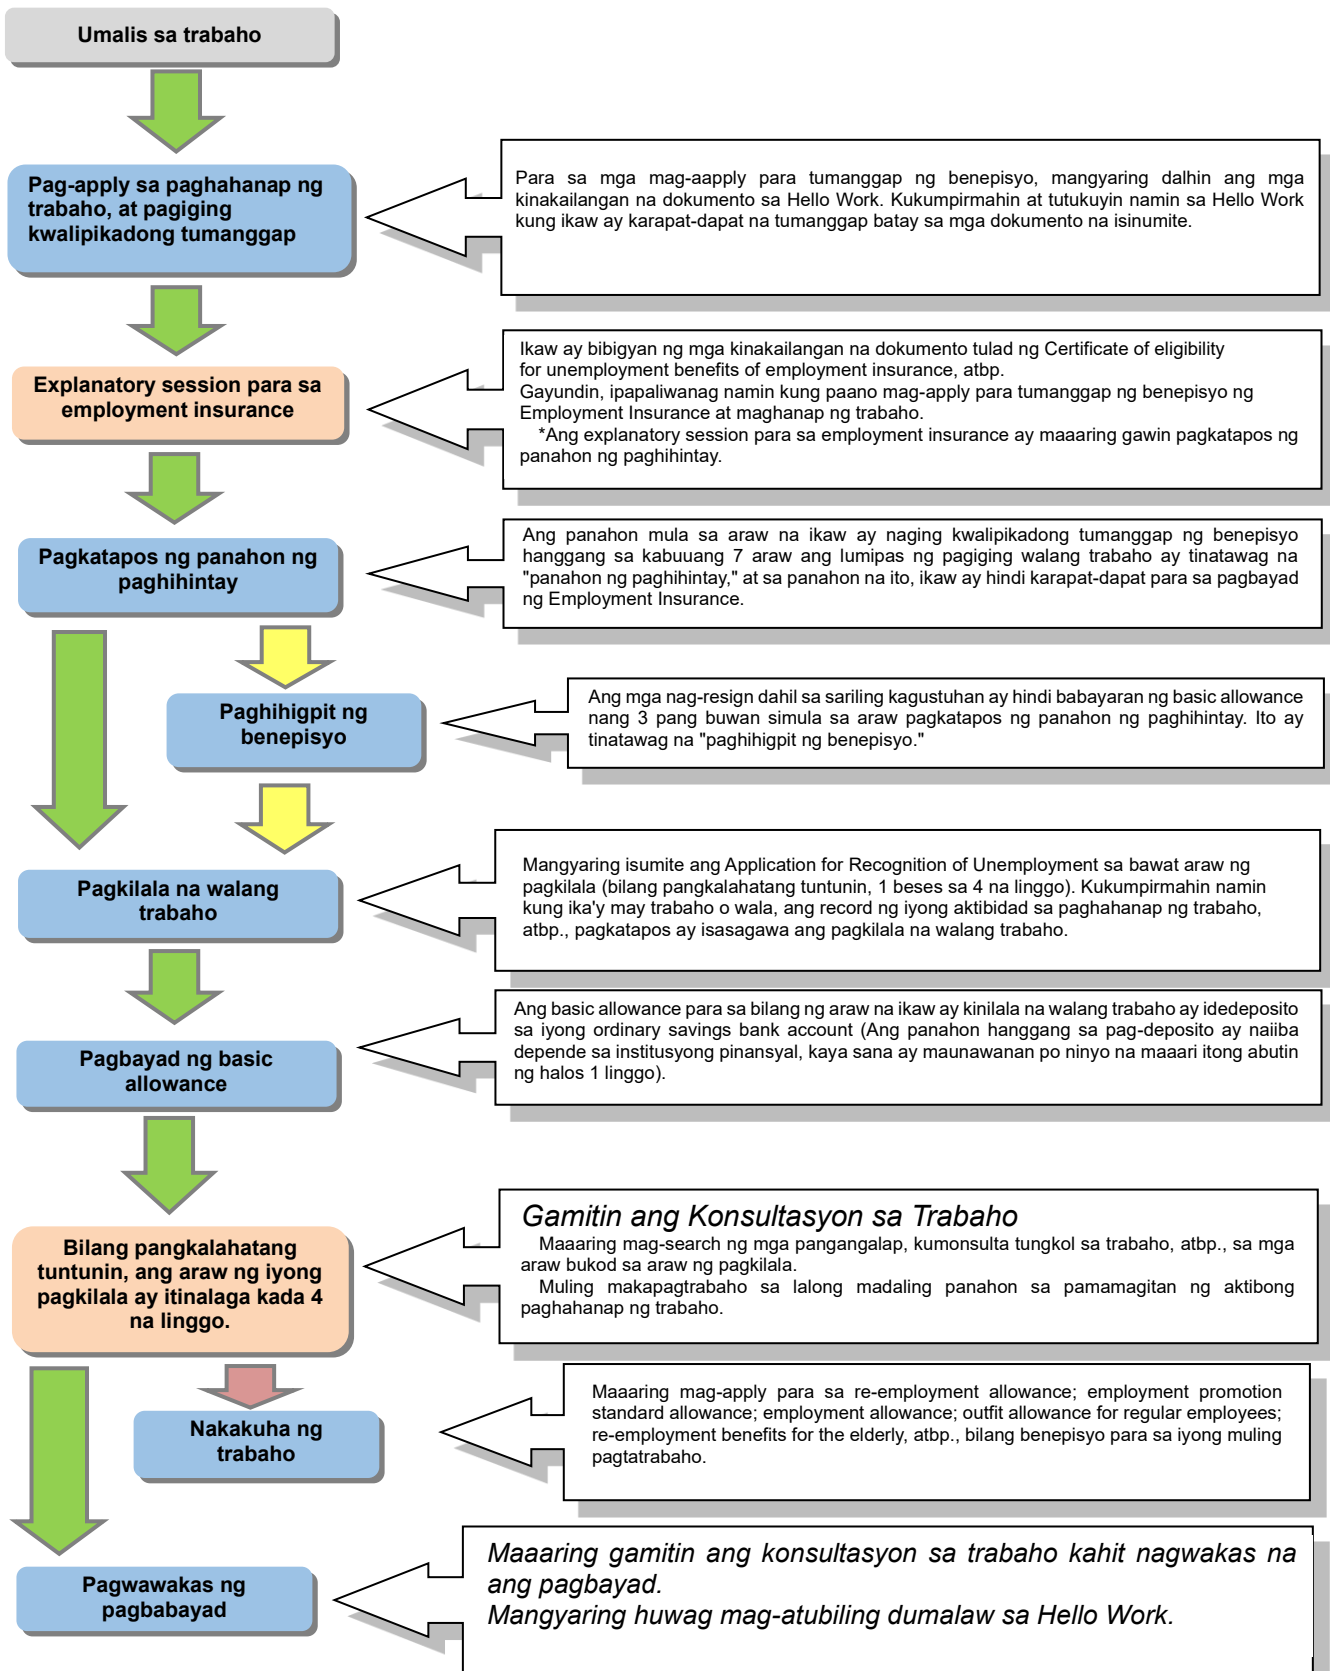 Umalis sa trabaho
Pag-apply sa paghahanap ng
trabaho, at pagiging
kwalipikadong tumanggap
Para sa mga mag-aapply para tumanggap ng benepisyo, mangyaring dalhin ang mga
kinakailangan na dokumento sa Hello Work. Kukumpirmahin at tutukuyin namin sa Hello Work
kung ikaw ay karapat-dapat na tumanggap batay sa mga dokumento na isinumite.
Explanatory session para sa
employment insurance
Ikaw ay bibigyan ng mga kinakailangan na dokumento tulad ng Certificate of eligibility
for unemployment benefits of employment insurance, atbp.
Gayundin, ipapaliwanag namin kung paano mag-apply para tumanggap ng benepisyo ng
Employment Insurance at maghanap ng trabaho.
*Ang explanatory session para sa employment insurance ay maaaring gawin pagkatapos ng
panahon ng paghihintay.
Pagkatapos ng panahon ng
paghihintay
Ang panahon mula sa araw na ikaw ay naging kwalipikadong tumanggap ng benepisyo
hanggang sa kabuuang 7 araw ang lumipas ng pagiging walang trabaho ay tinatawag na
"panahon ng paghihintay," at sa panahon na ito, ikaw ay hindi karapat-dapat para sa pagbayad
ng Employment Insurance.
Paghihigpit ng
benepisyo
Ang mga nag-resign dahil sa sariling kagustuhan ay hindi babayaran ng basic allowance
nang 3 pang buwan simula sa araw pagkatapos ng panahon ng paghihintay. Ito ay
tinatawag na "paghihigpit ng benepisyo."
Pagkilala na walang
trabaho
Mangyaring isumite ang Application for Recognition of Unemployment sa bawat araw ng
pagkilala (bilang pangkalahatang tuntunin, 1 beses sa 4 na linggo). Kukumpirmahin namin
kung ika'y may trabaho o wala, ang record ng iyong aktibidad sa paghahanap ng trabaho,
atbp., pagkatapos ay isasagawa ang pagkilala na walang trabaho.
Pagbayad ng basic
allowance
Ang basic allowance para sa bilang ng araw na ikaw ay kinilala na walang trabaho ay idedeposito
sa iyong ordinary savings bank account (Ang panahon hanggang sa pag-deposito ay naiiba
depende sa institusyong pinansyal, kaya sana ay maunawanan po ninyo na maaari itong abutin
ng halos 1 linggo).
Bilang pangkalahatang
tuntunin, ang araw ng iyong
pagkilala ay itinalaga kada 4
na linggo.
Gamitin ang Konsultasyon sa Trabaho
Maaaring mag-search ng mga pangangalap, kumonsulta tungkol sa trabaho, atbp., sa mga
araw bukod sa araw ng pagkilala.
Muling makapagtrabaho sa lalong madaling panahon sa pamamagitan ng aktibong
paghahanap ng trabaho.
Nakakuha ng
trabaho
Maaaring mag-apply para sa re-employment allowance; employment promotion
standard allowance; employment allowance; outfit allowance for regular employees;
re-employment benefits for the elderly, atbp., bilang benepisyo para sa iyong muling
pagtatrabaho.
Pagwawakas ng
pagbabayad
Maaaring gamitin ang konsultasyon sa trabaho kahit nagwakas na
ang pagbayad.
Mangyaring huwag mag-atubiling dumalaw sa Hello Work.